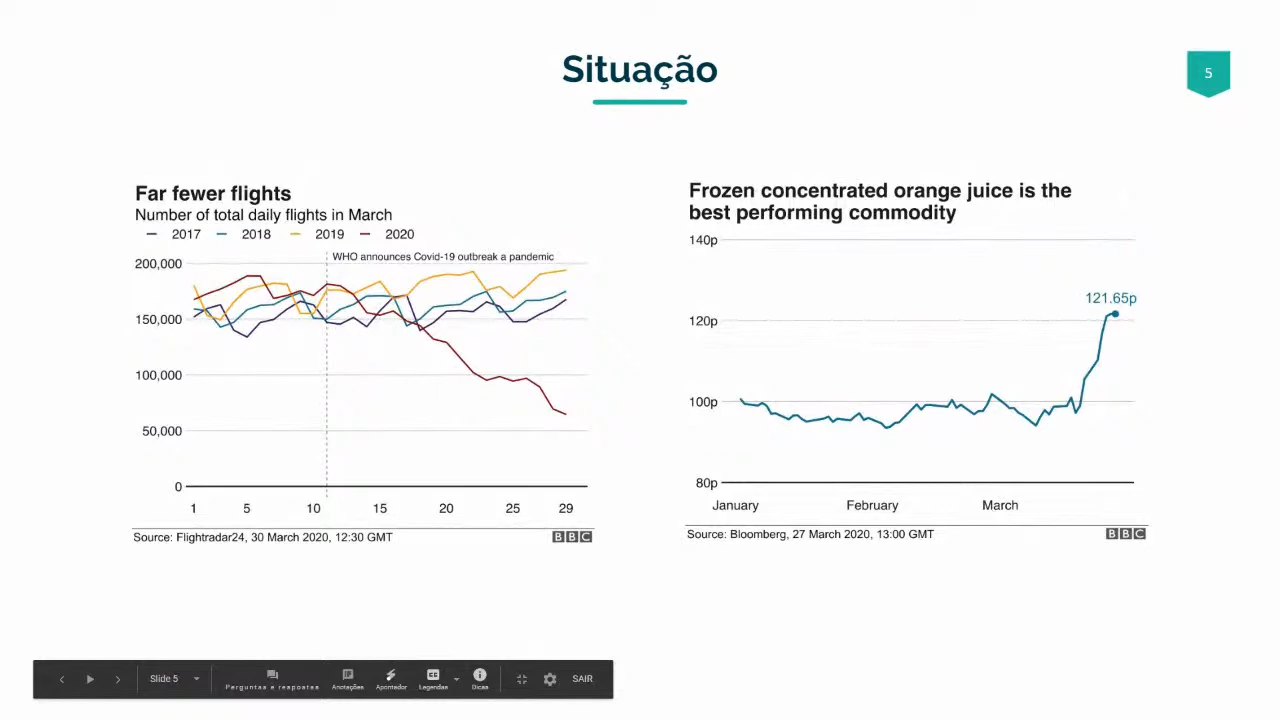 Situação
5
Far fewer flights
Number of total daily flights in March
2017 2018 2019 2020
WHO announces Covid-19 outbreak a pandemic
200,000
150,000
100,000
50,000
0
1 5 10 15 20 25 29
Source: Flightradar24, 30 March 2020, 12:30 GMT
BBC
Frozen concentrated orange juice is the
best performing commodity
140p
121.65p
120p
100p
80p
January February March
Source: Bloomberg, 27 March 2020, 13:00 GMT
BBC
Slide 5
Perguntas e respostas
Anotações
Apontador
Legendas
Dicas
SAIR